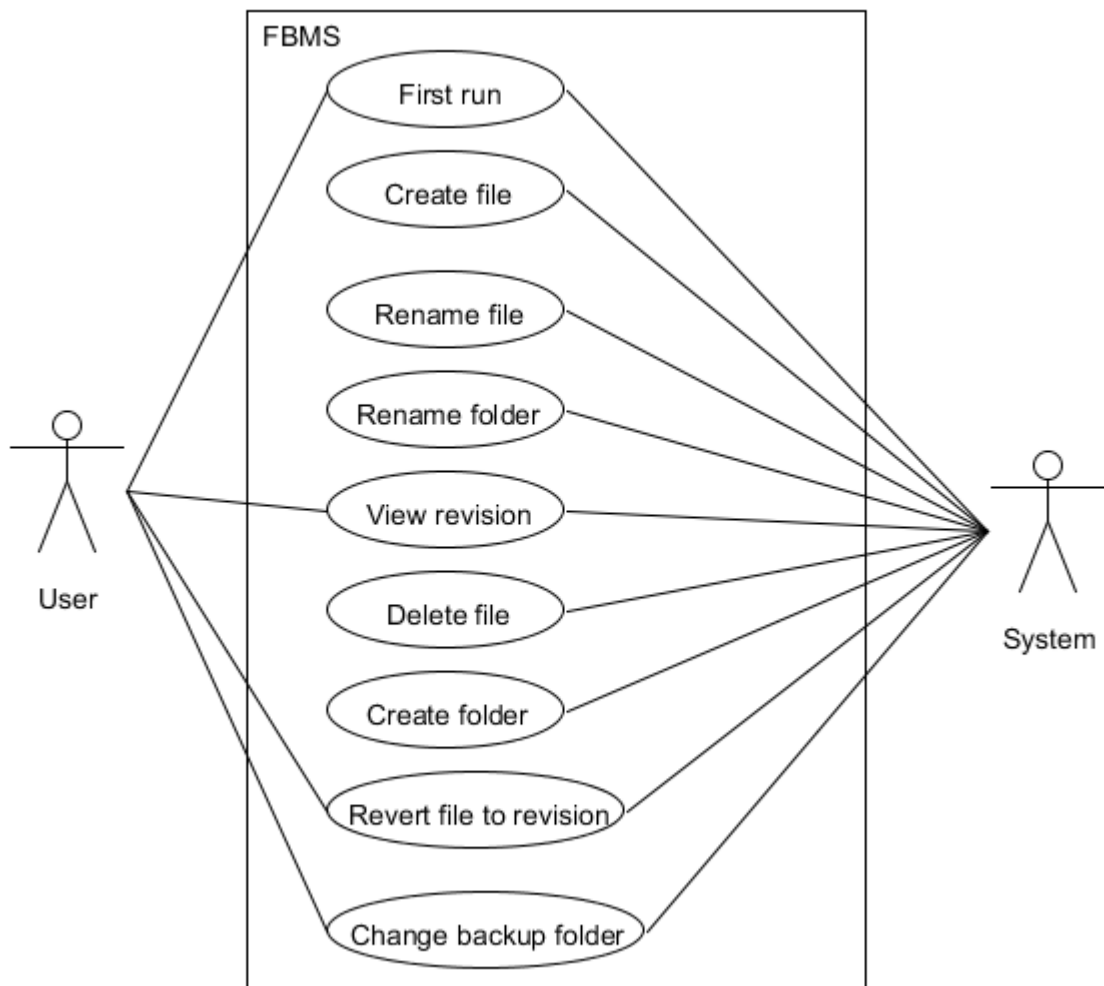 FBMS
First run
Create file
Rename file
Rename folder
View revision
User
Delete file
System
Create folder
Revert file to revision
Change backup folder